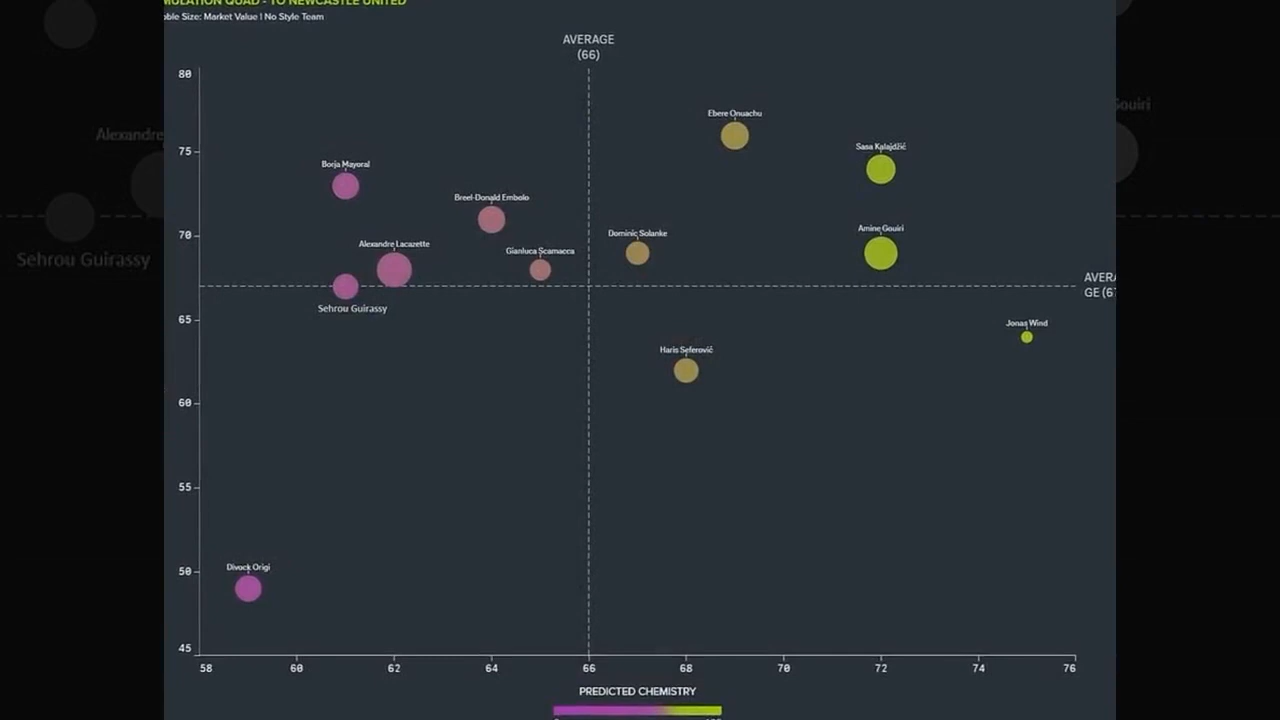 MULATION QUAD - TO NEWCASTLE UNITED
ble Size: Market Value | No Style Team
AVERAGE
(66)
80
Ebere Onuachu
Gouiri
Alexandre
Sasa Kalajdžić
75
Borja Mayoral
Breel-Donald Embolo
Amine Gouiri
Dominic Solanke
70
Alexandre Lacazette
Gianluca Scamacca
Sehrou Guirassy
AVERA
GE (67
Sehrou Guirassy
65
Jonas Wind
Haris Seferović
60
55
Divock Origi
50
45
58 60 62 64 66 68 70 72 74 76
PREDICTED CHEMISTRY